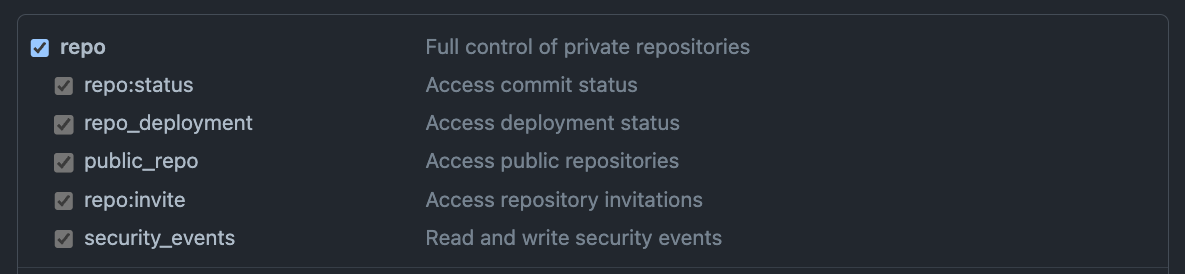 repo Full control of private repositories
repo:status Access commit status
repo_deployment Access deployment status
public_repo Access public repositories
repo:invite Access repository invitations
security_events Read and write security events